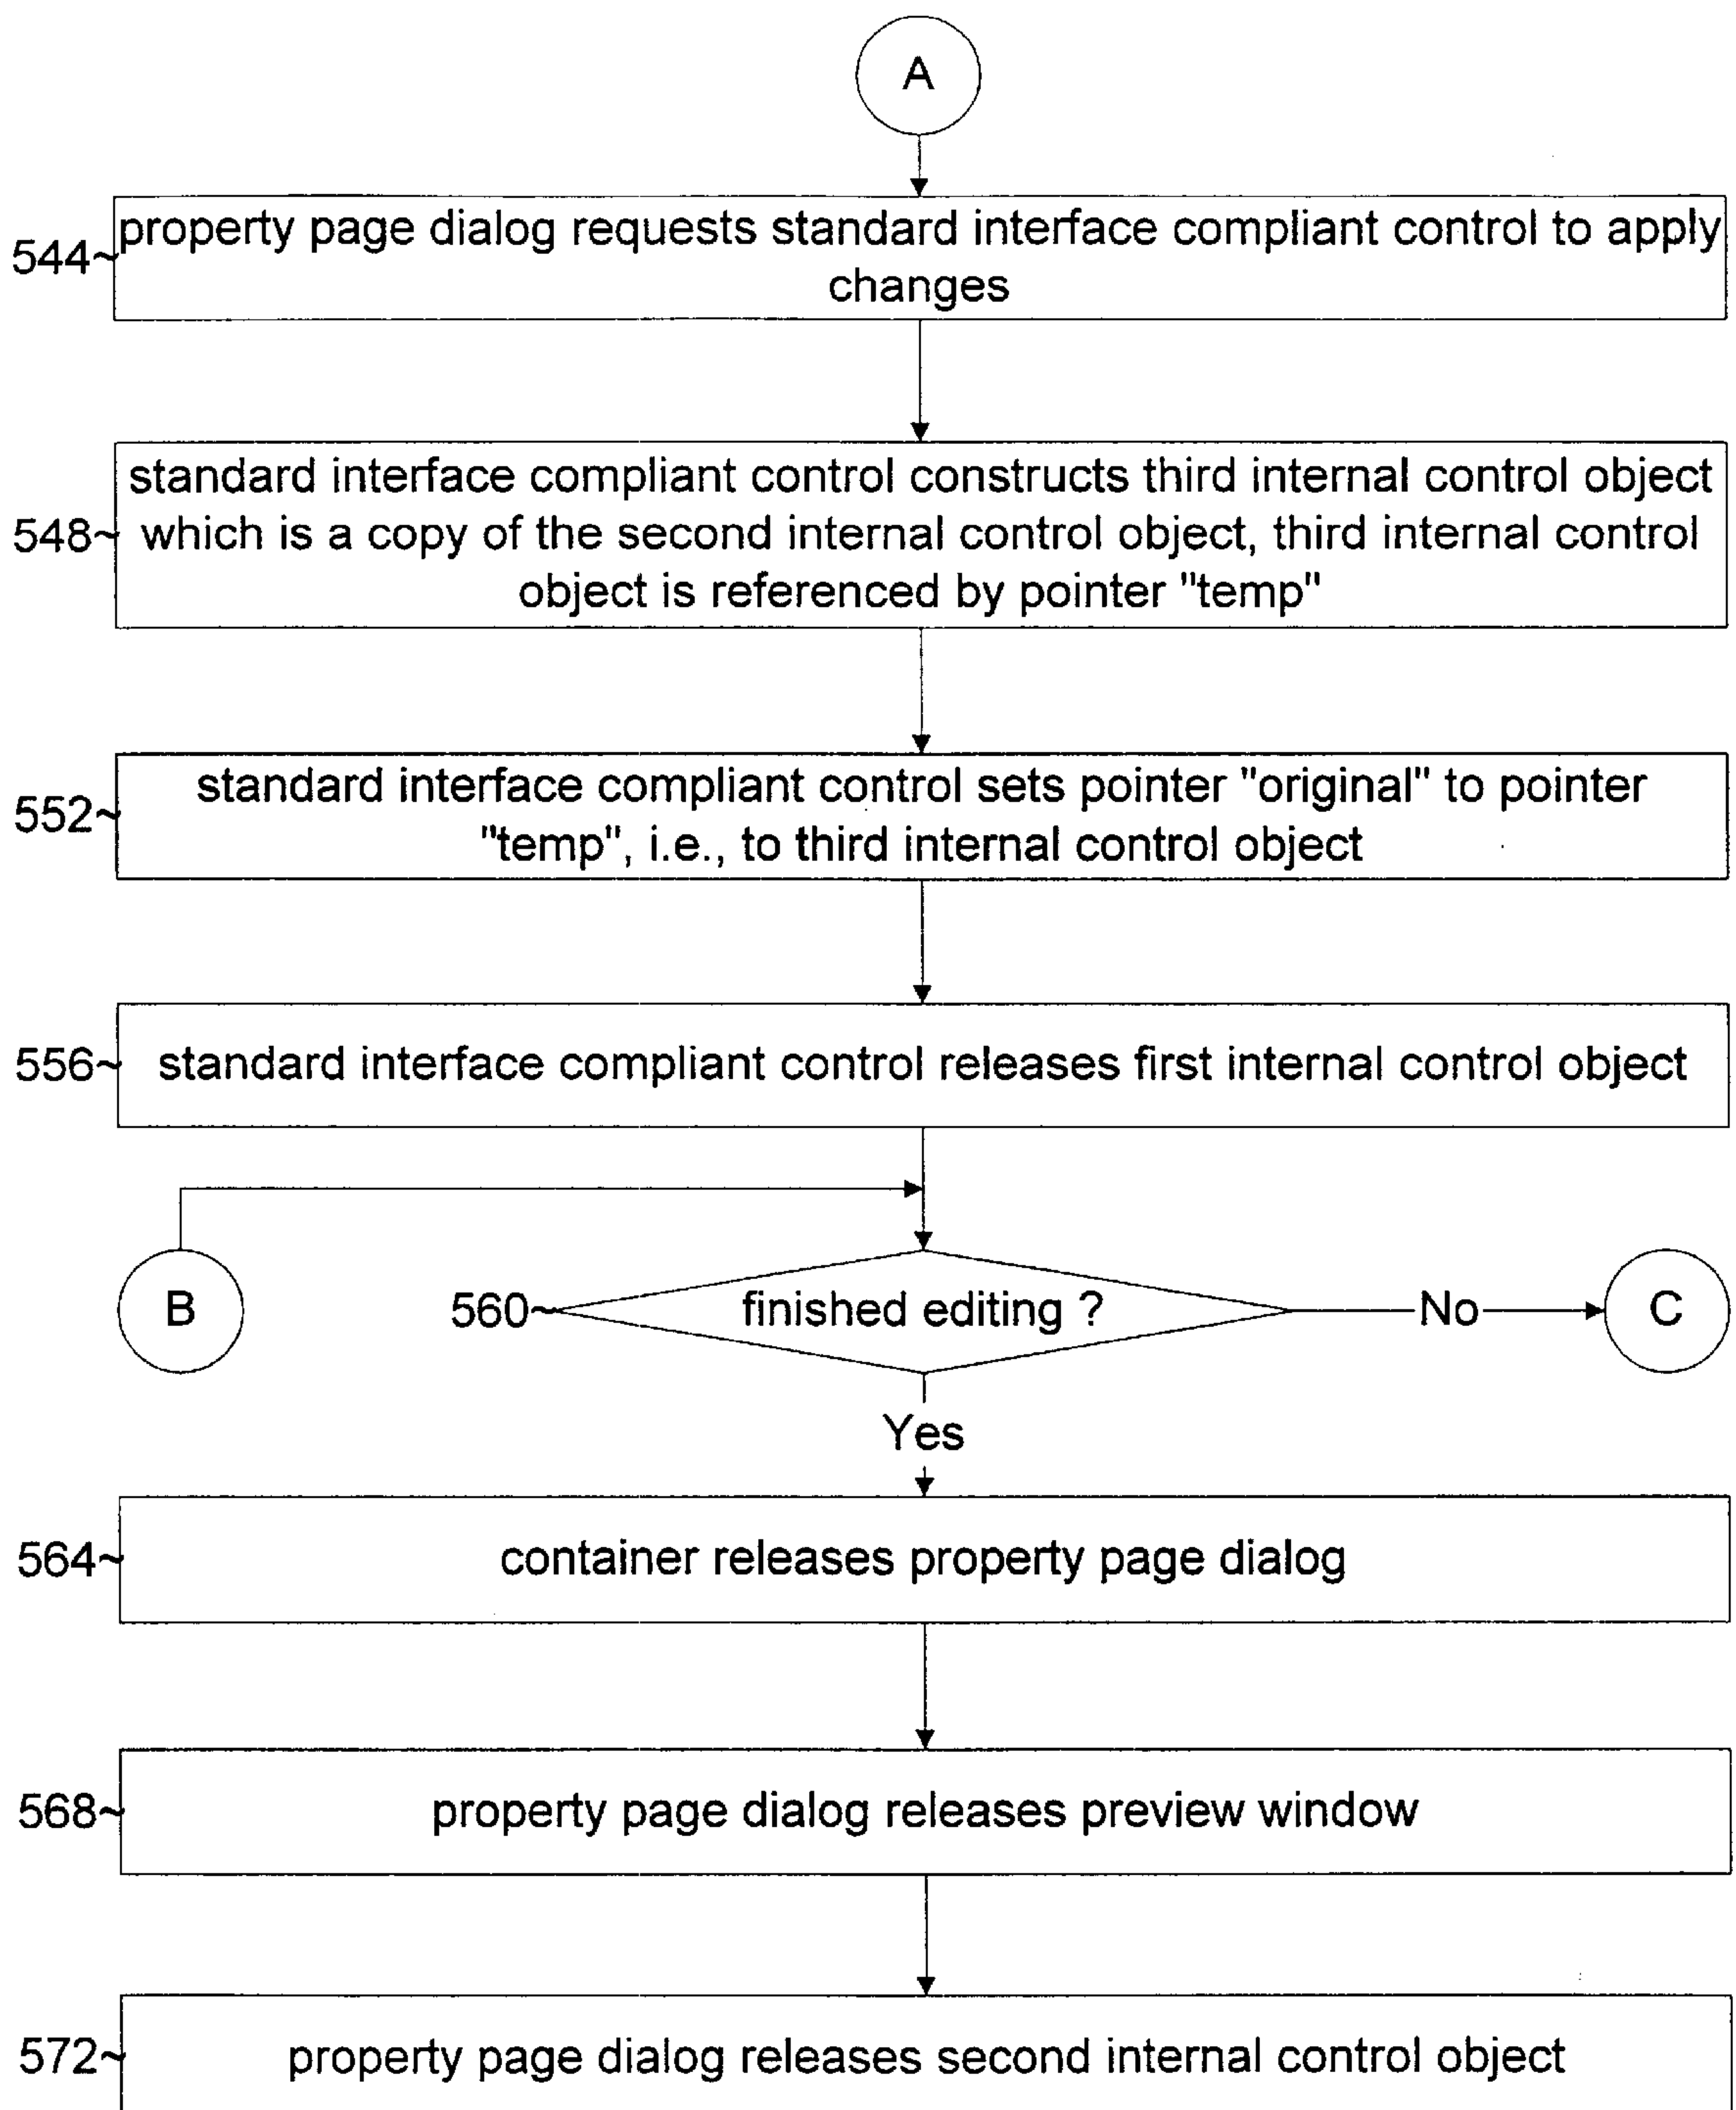 A
544~
property page dialog requests standard interface compliant control to apply
changes
548~
standard interface compliant control constructs third internal control object
which is a copy of the second internal control object, third internal control
object is referenced by pointer "temp"
552~
standard interface compliant control sets pointer "original" to pointer
"temp", i.e., to third internal control object
556~
standard interface compliant control releases first internal control object
B
560~
finished editing ?
No
C
Yes
564~
container releases property page dialog
568~
property page dialog releases preview window
572~
property page dialog releases second internal control object